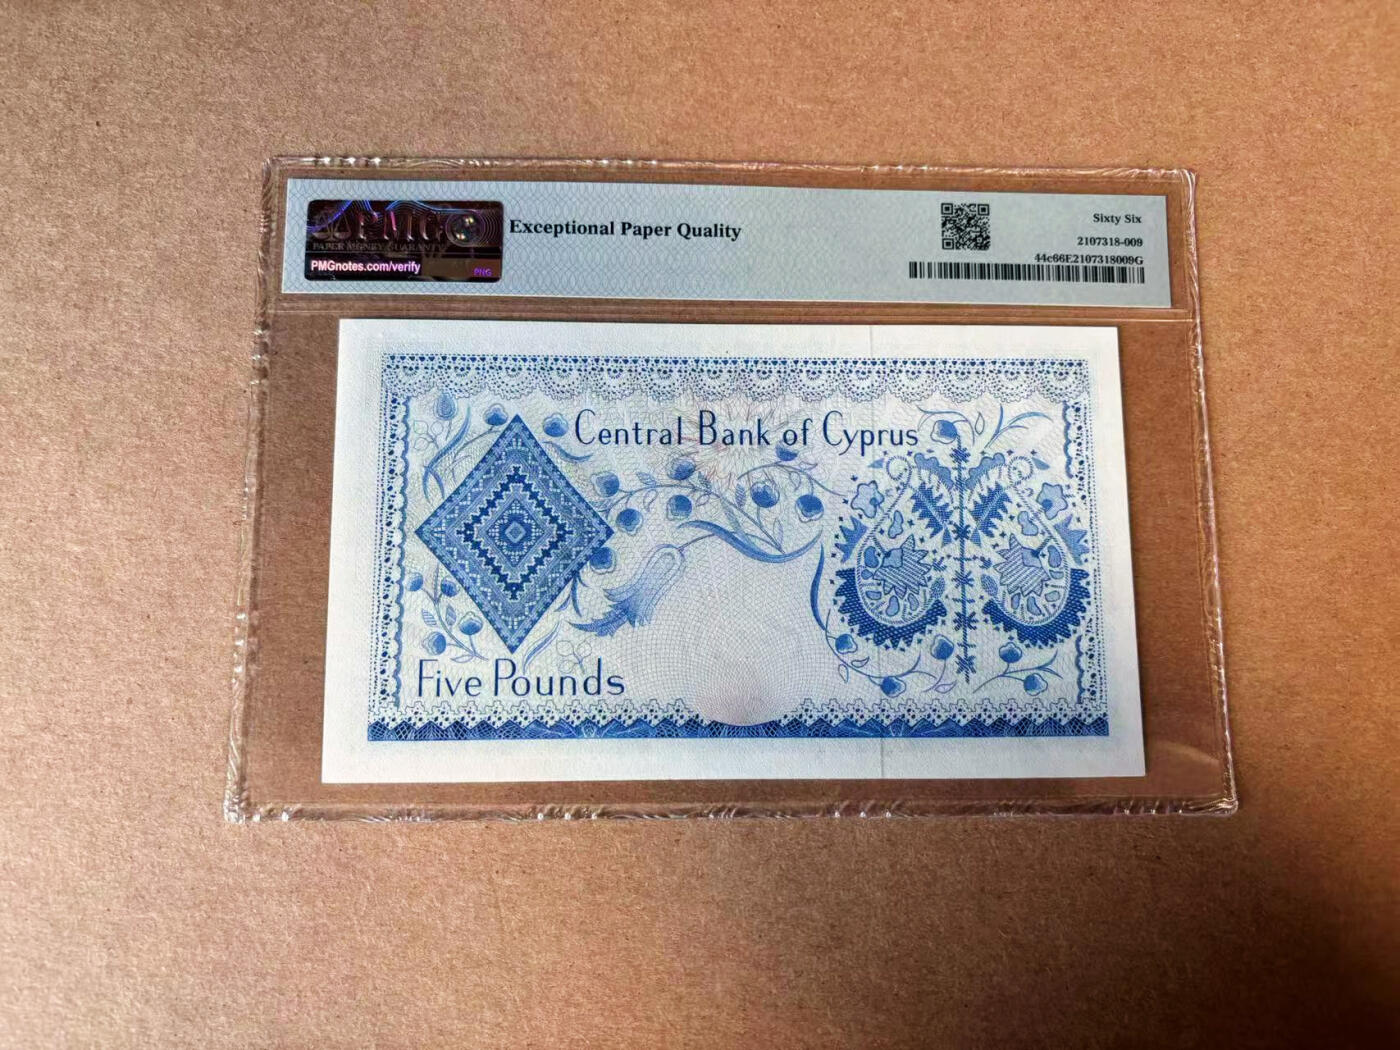 PMG
PAPER MONEY GUARANTY
PMGnotes.com/verify
PNG
Exceptional Paper Quality
Sixty Six
2107318-009
44c66E2107318009G
Central Bank of Cyprus
Five Pounds